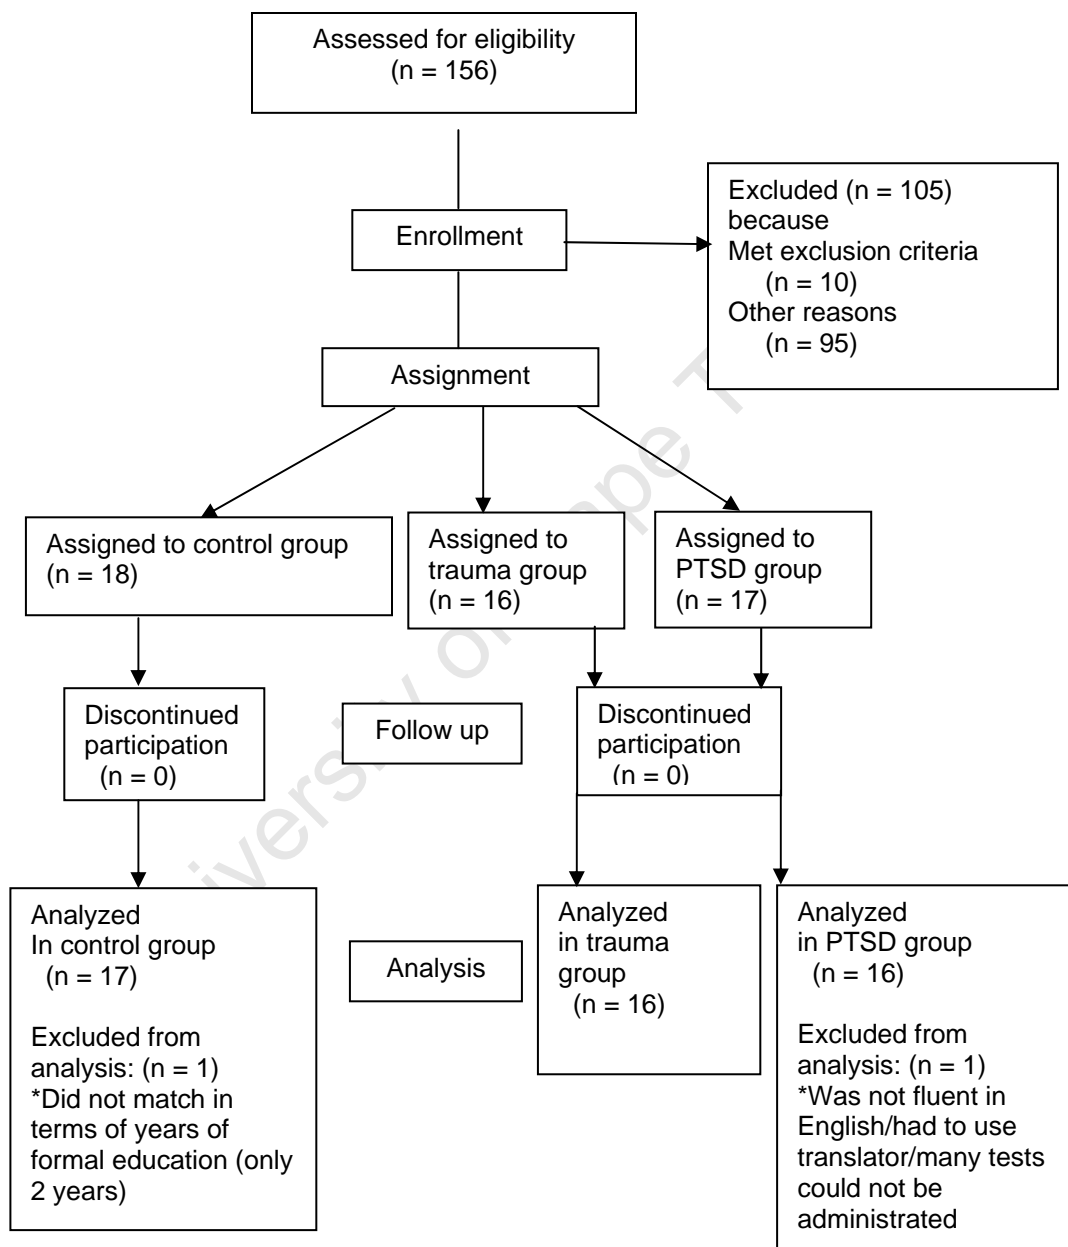 Assessed for eligibility
(n = 156)
Enrollment
Excluded (n = 105)
because
Met exclusion criteria
(n = 10)
Other reasons
(n = 95)
Assignment
Assigned to control group
(n = 18)
Assigned to
trauma group
(n = 16)
Assigned to
PTSD group
(n = 17)
Discontinued
participation
(n = 0)
Follow up
Discontinued
participation
(n = 0)
Analyzed
In control group
(n = 17)
Excluded from
analysis: (n = 1)
*Did not match in
terms of years of
formal education (only
2 years)
Analysis
Analyzed
in trauma
group
(n = 16)
Analyzed
in PTSD group
(n = 16)
Excluded from
analysis: (n = 1)
*Was not fluent in
English/had to use
translator/many tests
could not be
administrated